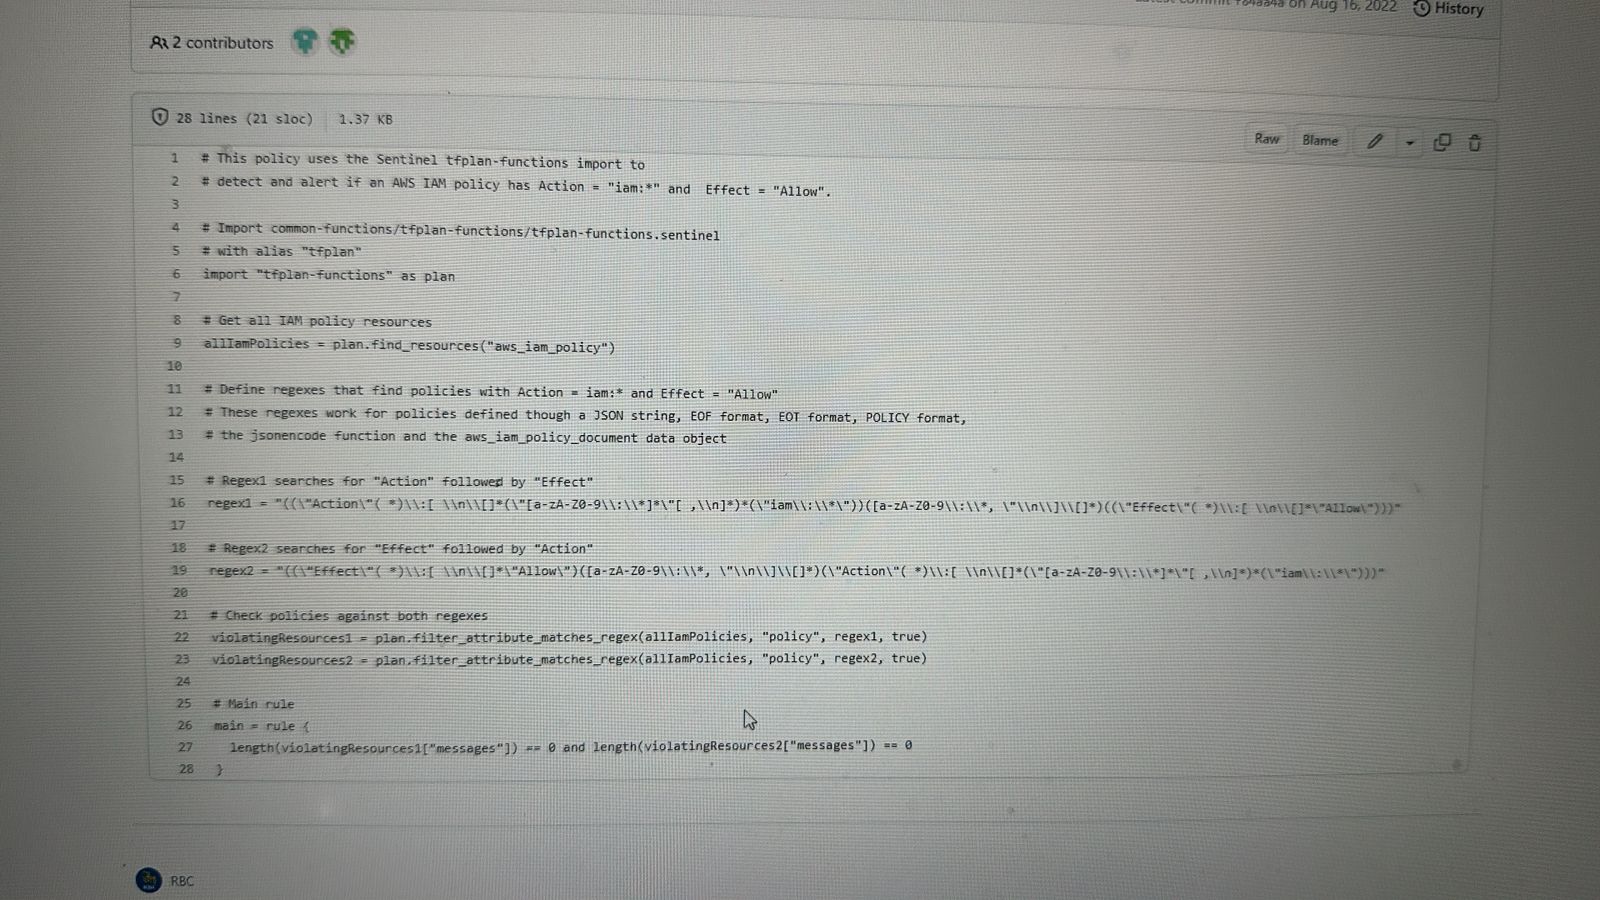 on Aug 16, 2022 History
2 contributors
28 lines (21 sloc) 1.37 KB
Raw Blame
1 # This policy uses the Sentinel tfplan-functions import to
2 # detect and alert if an AWS IAM policy has Action = "iam:*" and  Effect = "Allow".
3
4 # Import common-functions/tfplan-functions/tfplan-functions.sentinel
5 # with alias "tfplan"
6 import "tfplan-functions" as plan
7
8 # Get all IAM policy resources
9 allIamPolicies = plan.find_resources("aws_iam_policy")
10
11 # Define regexes that find policies with Action = iam:* and Effect = "Allow"
12 # These regexes work for policies defined though a JSON string, EOF format, EOT format, POLICY format,
13 # the jsonencode function and the aws_iam_policy_document data object
14
15 # Regex1 searches for "Action" followed by "Effect"
16 regex1 = "((\"Action\"( *)\\:[ \\n\\[]*(\"[a-zA-Z0-9\\:\\*]*\"[ ,\\n]*)*(\"iam\\:\\*\"))([a-zA-Z0-9\\:\\*, \"\\n\\]\\[]*)((\"Effect\"( *)\\:[ \\n\\[]*\"Allow\")))"
17
18 # Regex2 searches for "Effect" followed by "Action"
19 regex2 = "((\"Effect\"( *)\\:[ \\n\\[]*\"Allow\")([a-zA-Z0-9\\:\\*, \"\\n\\]\\[]*)(\"Action\"( *)\\:[ \\n\\[]*(\"[a-zA-Z0-9\\:\\*]*\"[ ,\\n]*)*(\"iam\\:\\*\")))"
20
21 # Check policies against both regexes
22 violatingResources1 = plan.filter_attribute_matches_regex(allIamPolicies, "policy", regex1, true)
23 violatingResources2 = plan.filter_attribute_matches_regex(allIamPolicies, "policy", regex2, true)
24
25 # Main rule
26 main = rule {
27   length(violatingResources1["messages"]) == 0 and length(violatingResources2["messages"]) == 0
28 }
RBC